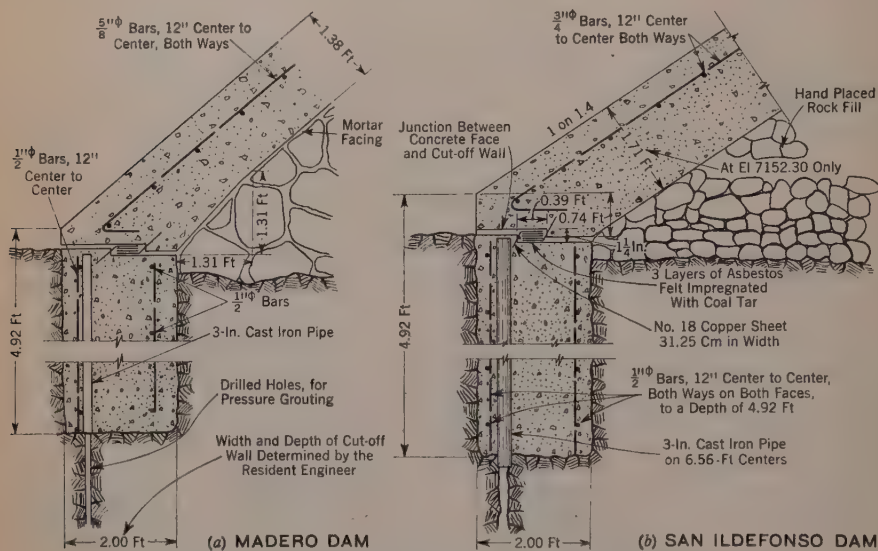 5/8"ϕ Bars, 12" Center to
Center, Both Ways
1.38 Ft
Mortar
Facing
1/2"ϕ Bars, 12"
Center to
Center
1.31 Ft
1.31 Ft
1/2"ϕ Bars
4.92 Ft
3-In. Cast Iron Pipe
Drilled Holes, for
Pressure Grouting
Width and Depth of Cut-off
Wall Determined by the
Resident Engineer
2.00 Ft
(a) MADERO DAM
3/4"ϕ Bars, 12" Center
to Center Both Ways
Hand Placed
Rock Fill
Junction Between
Concrete Face
and Cut-off Wall
1 on 1.4
1.71 Ft
At El 7152.30 Only
0.39 Ft
0.74 Ft
1 1/4 In.
3 Layers of Asbestos
Felt Impregnated
With Coal Tar
No. 18 Copper Sheet
31.25 Cm in Width
4.92 Ft
1/2"ϕ Bars, 12" Center to Center,
Both Ways on Both Faces,
to a Depth of 4.92 Ft
3-In. Cast Iron Pipe
on 6.56-Ft Centers
2.00 Ft
(b) SAN ILDEFONSO DAM